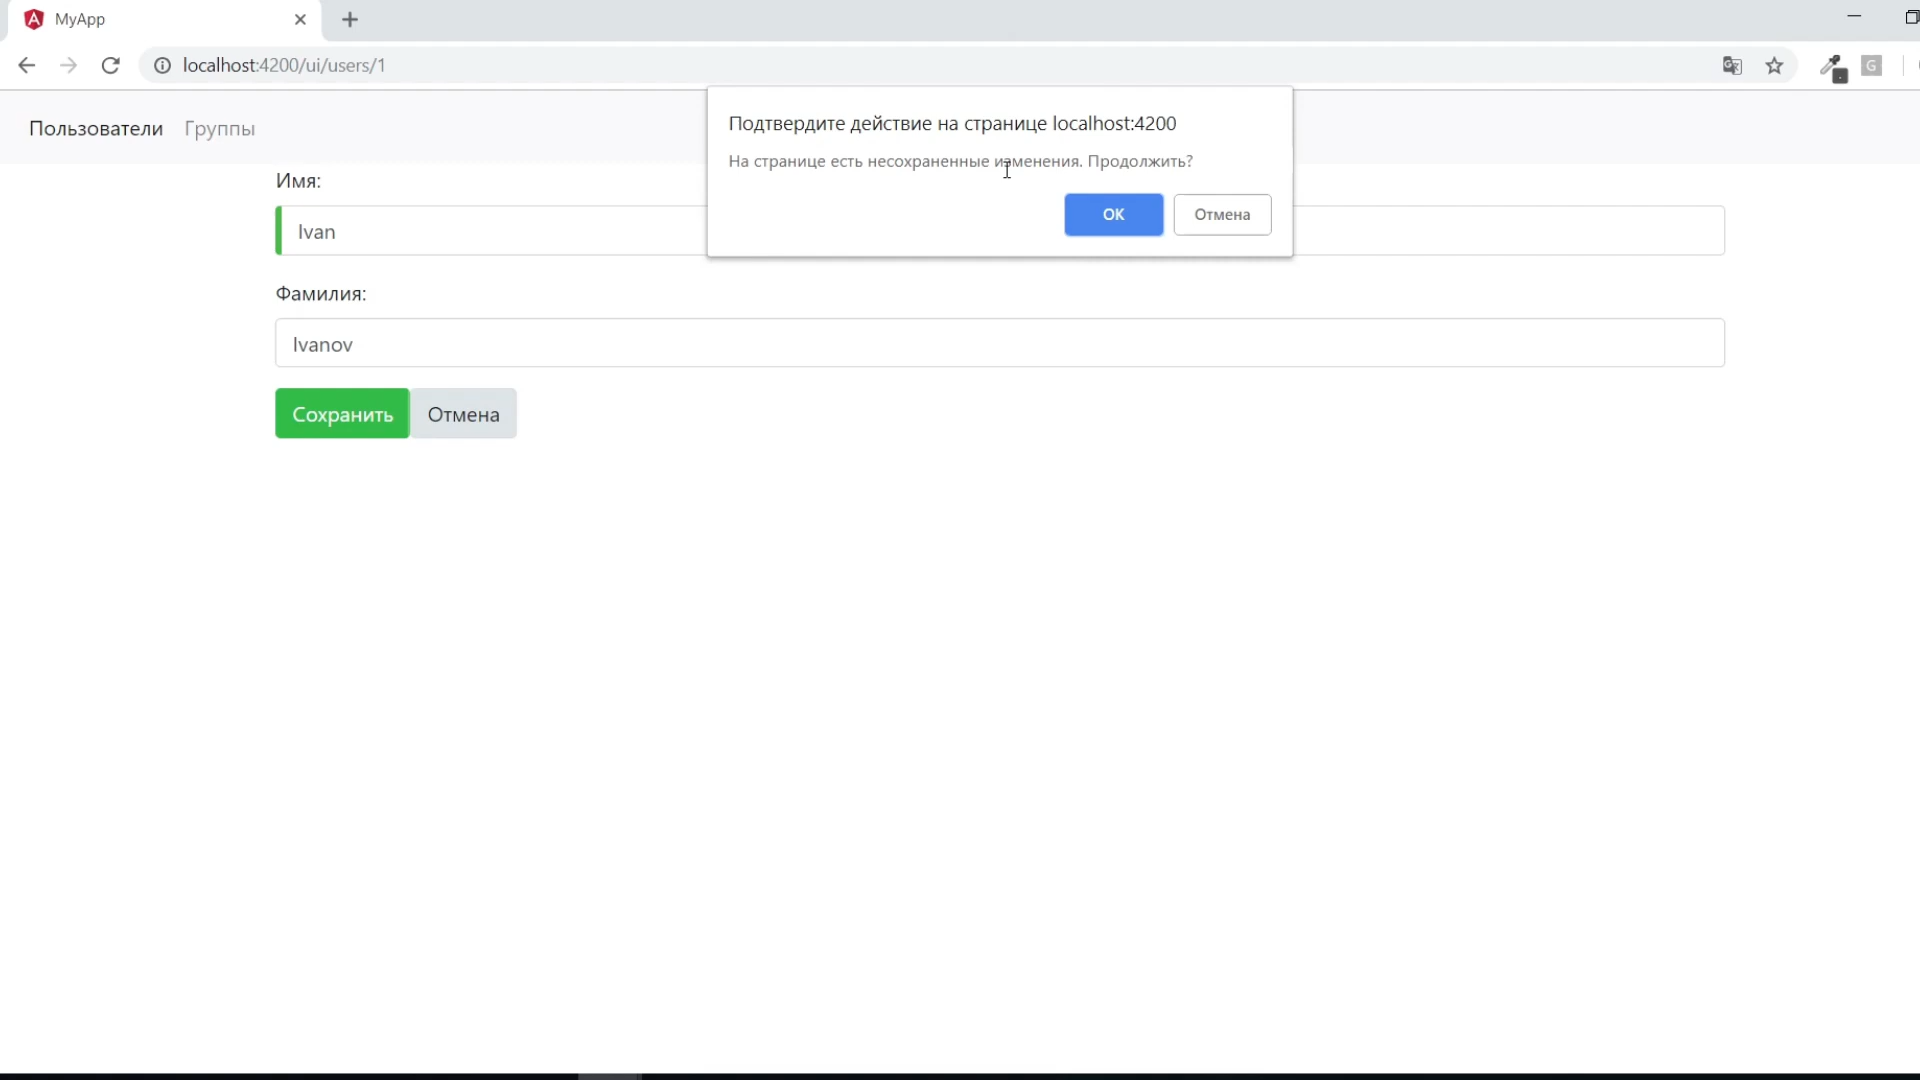 MyApp
localhost:4200/ui/users/1
G
Пользователи Группы
Подтвердите действие на странице localhost:4200
На странице есть несохраненные изменения. Продолжить?
ОК Отмена
Имя:
Ivan
Фамилия:
Ivanov
Сохранить Отмена